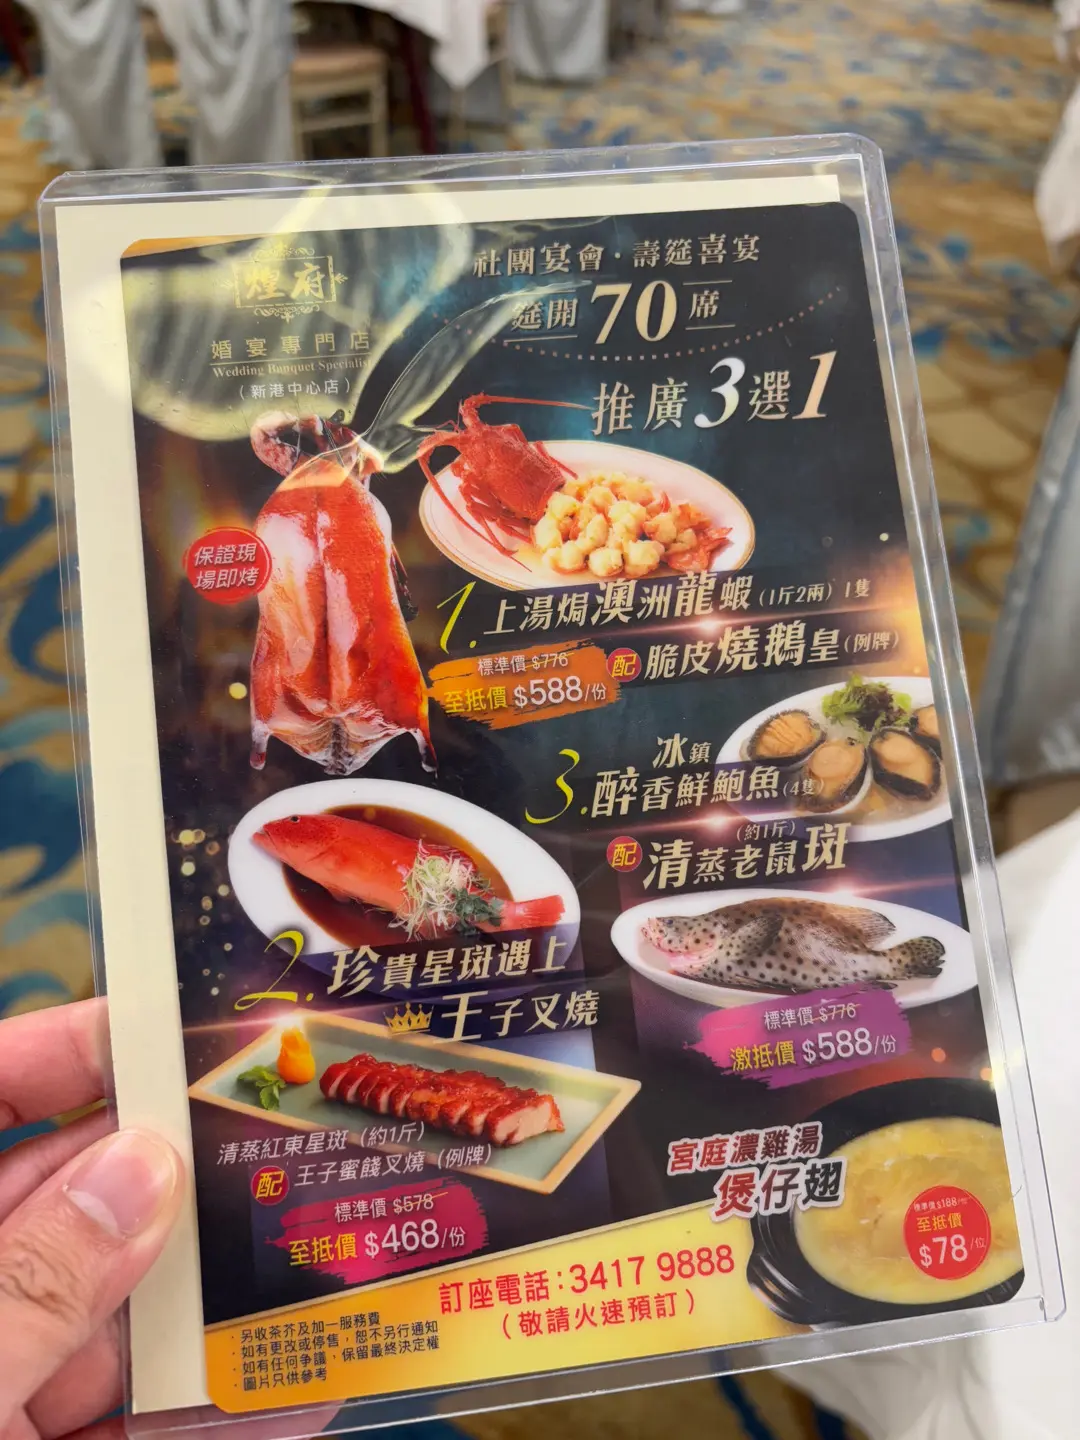 煌府
婚宴專門店
Wedding Banquet Specialist
（新港中心店）
社團宴會·壽筵喜宴
筵開70席
推廣3選1
保證現
場即烤
1.上湯焗澳洲龍蝦（1斤2兩）1隻
配 脆皮燒鵝皇（例牌）
標準價 $776
至抵價 $588/份
3.冰鎮
醉香鮮鮑魚（4隻）
（約1斤）
配 清蒸老鼠斑
標準價 $776
激抵價 $588/份
2.珍貴星斑遇上
王子叉燒
清蒸紅東星斑（約1斤）
配 王子蜜餞叉燒（例牌）
標準價 $578
至抵價 $468/份
宮庭濃雞湯
煲仔翅
標準價$188/位
至抵價
$78/位
訂座電話：3417 9888
（敬請火速預訂）
·另收茶芥及加一服務費
·如有更改或停售，恕不另行通知
·如有任何爭議，保留最終決定權
·圖片只供參考